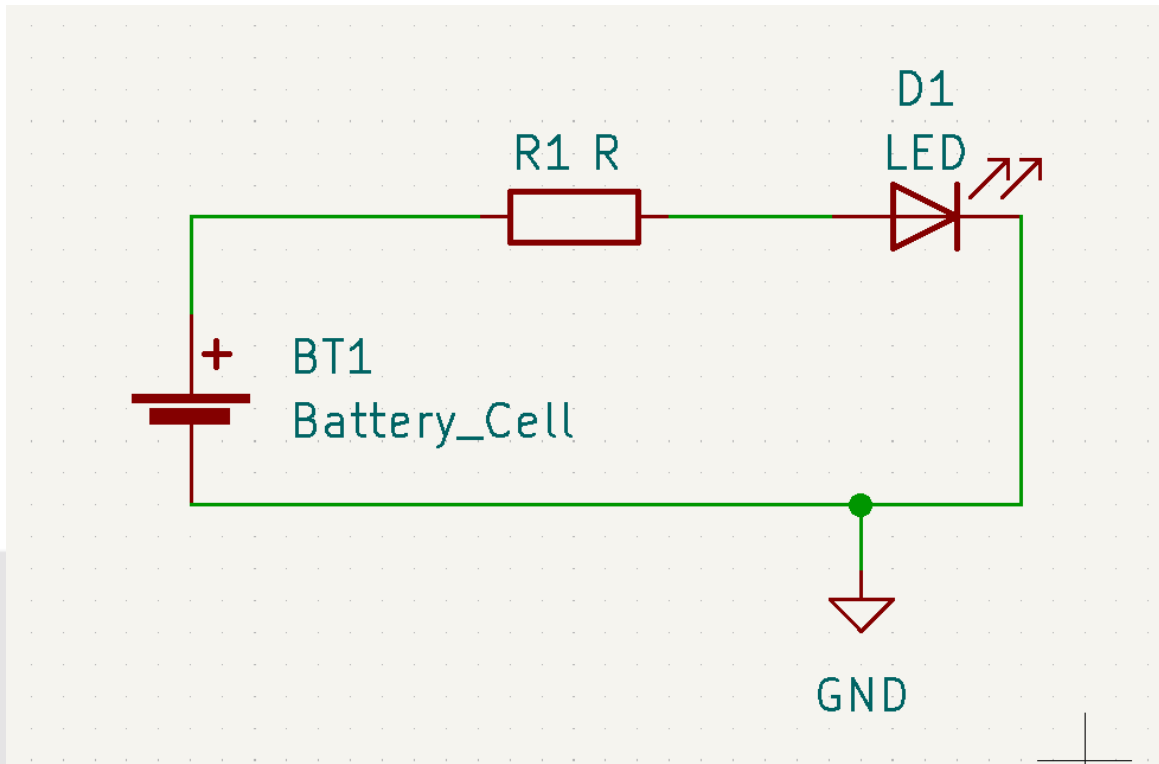 D1
LED
R1 R
+
BT1
Battery_Cell
GND